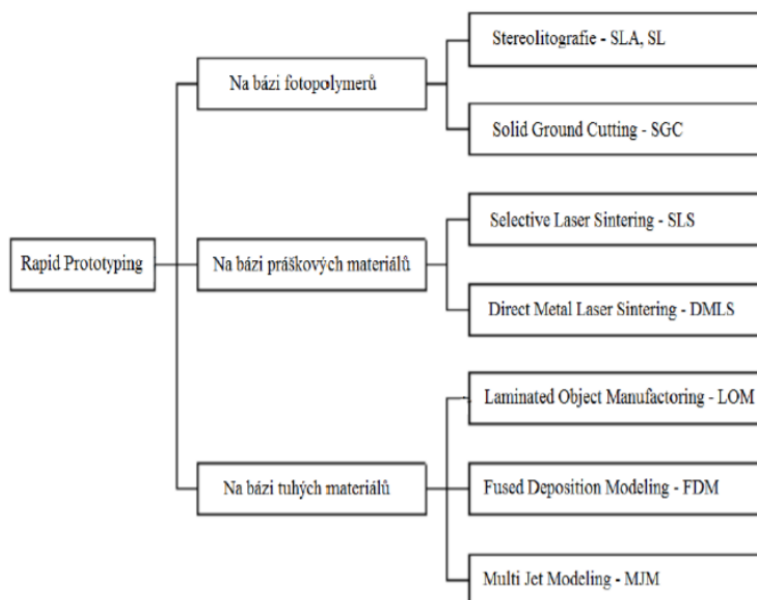 Rapid Prototyping
Na bázi fotopolymerů
Stereolitografie - SLA, SL
Solid Ground Cutting - SGC
Na bázi práškových materiálů
Selective Laser Sintering - SLS
Direct Metal Laser Sintering - DMLS
Na bázi tuhých materiálů
Laminated Object Manufactoring - LOM
Fused Deposition Modeling - FDM
Multi Jet Modeling - MJM